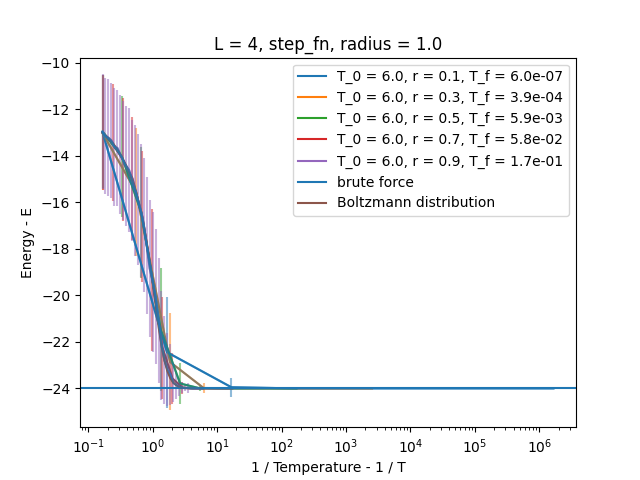 L = 4, step_fn, radius = 1.0
−10
−12
−14
−16
−18
−20
−22
−24
Energy - E
T_0 = 6.0, r = 0.1, T_f = 6.0e-07
T_0 = 6.0, r = 0.3, T_f = 3.9e-04
T_0 = 6.0, r = 0.5, T_f = 5.9e-03
T_0 = 6.0, r = 0.7, T_f = 5.8e-02
T_0 = 6.0, r = 0.9, T_f = 1.7e-01
brute force
Boltzmann distribution
10⁻¹ 10⁰ 10¹ 10² 10³ 10⁴ 10⁵ 10⁶
1 / Temperature - 1 / T